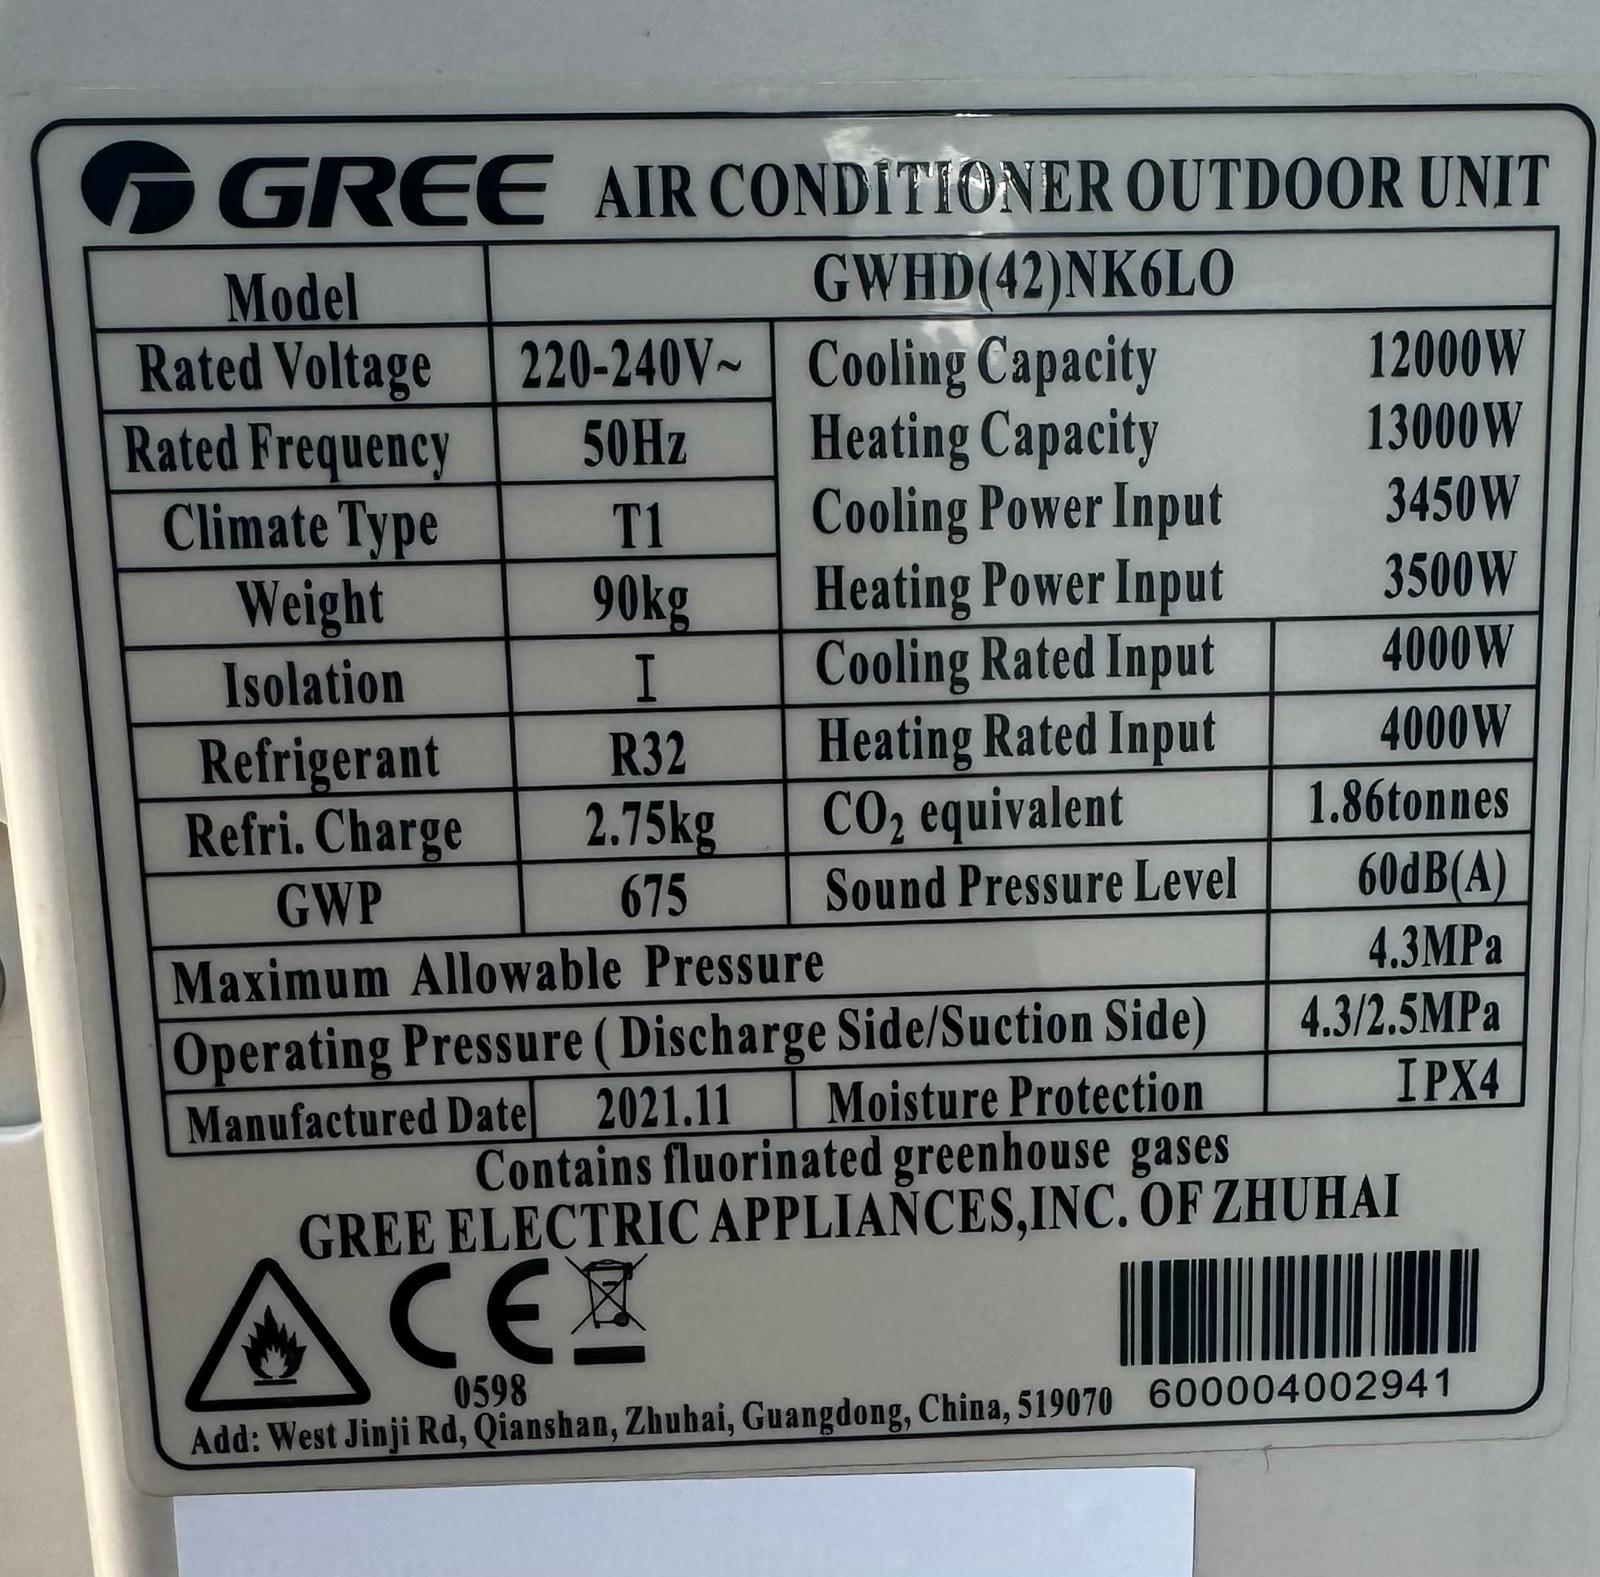 GREE AIR CONDITIONER OUTDOOR UNIT
Model GWHD(42)NK6LO
Rated Voltage 220-240V~ Cooling Capacity 12000W
Rated Frequency 50Hz Heating Capacity 13000W
Climate Type T1 Cooling Power Input 3450W
Weight 90kg Heating Power Input 3500W
Isolation I Cooling Rated Input 4000W
Refrigerant R32 Heating Rated Input 4000W
Refri. Charge 2.75kg CO₂ equivalent 1.86tonnes
GWP 675 Sound Pressure Level 60dB(A)
Maximum Allowable Pressure 4.3MPa
Operating Pressure ( Discharge Side/Suction Side) 4.3/2.5MPa
Manufactured Date 2021.11 Moisture Protection IPX4
Contains fluorinated greenhouse gases
GREE ELECTRIC APPLIANCES,INC. OF ZHUHAI
CE
0598
600004002941
Add: West Jinji Rd, Qianshan, Zhuhai, Guangdong, China, 519070